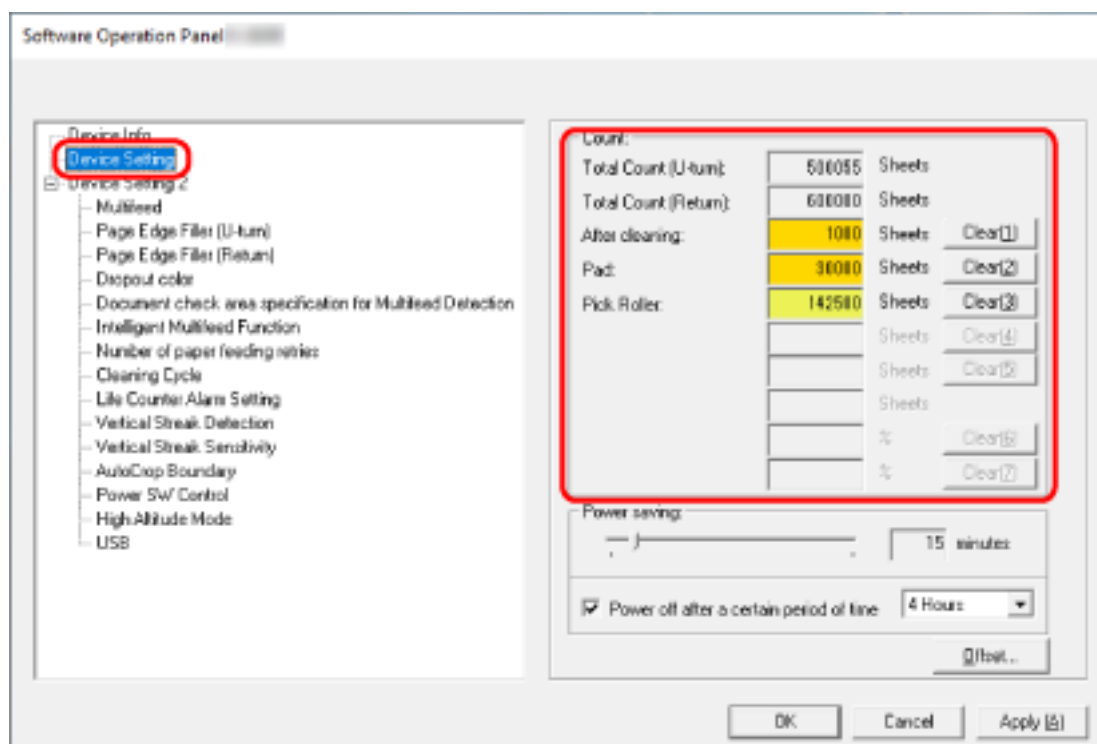 Software Operation Panel
Device Info
Device Setting
Device Setting 2
Multifeed
Page Edge Filler (U-turn)
Page Edge Filler (Return)
Dropout color
Document check area specification for Multifeed Detection
Intelligent Multifeed Function
Number of paper feeding retries
Cleaning Cycle
Life Counter Alarm Setting
Vertical Streak Detection
Vertical Streak Sensitivity
AutoCrop Boundary
Power SW Control
High Altitude Mode
USB
Count:
Total Count (U-turn): 500055 Sheets
Total Count (Return): 600000 Sheets
After cleaning: 1000 Sheets Clear(1)
Pad: 30000 Sheets Clear(2)
Pick Roller: 142500 Sheets Clear(3)
Sheets Clear(4)
Sheets Clear(5)
Sheets
% Clear(6)
% Clear(7)
Power saving:
15 minutes
Power off after a certain period of time 4 Hours
Offset...
OK Cancel Apply (A)